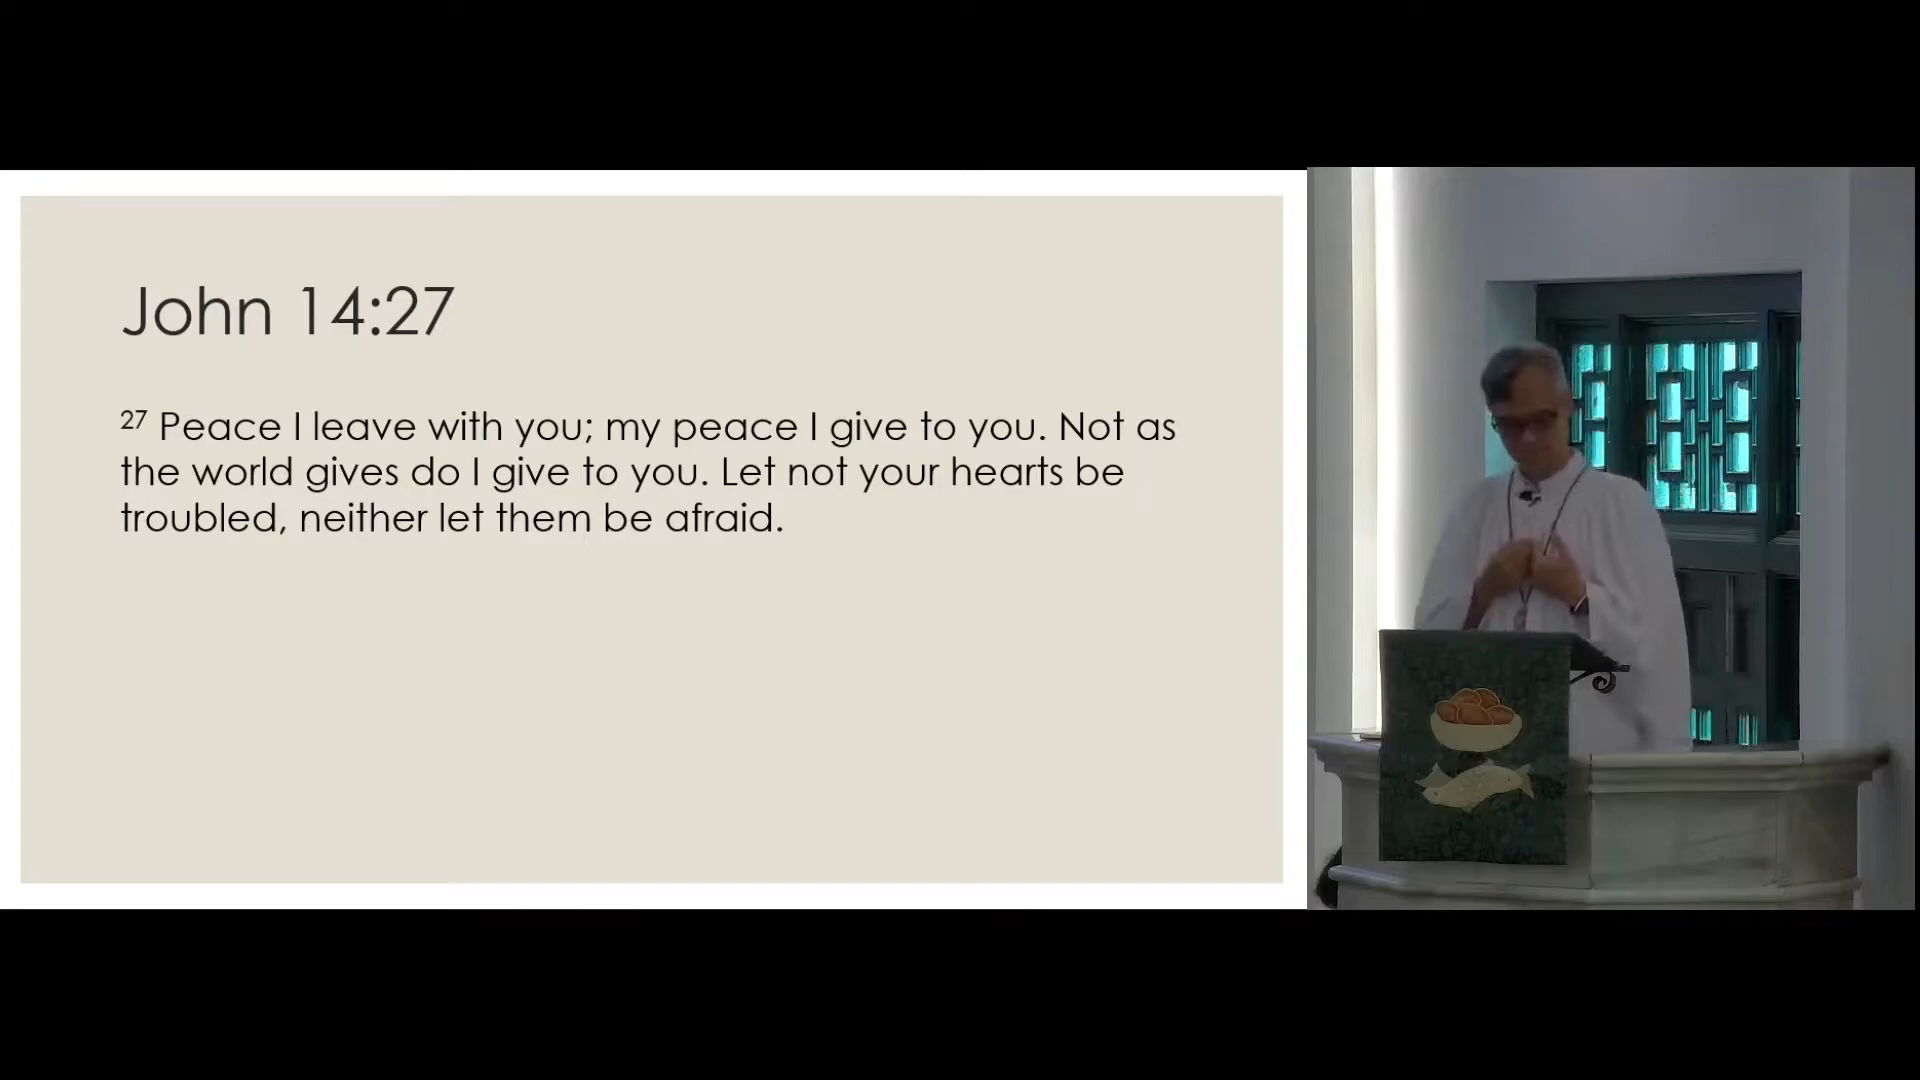 John 14:27
27 Peace I leave with you; my peace I give to you. Not as
the world gives do I give to you. Let not your hearts be
troubled, neither let them be afraid.